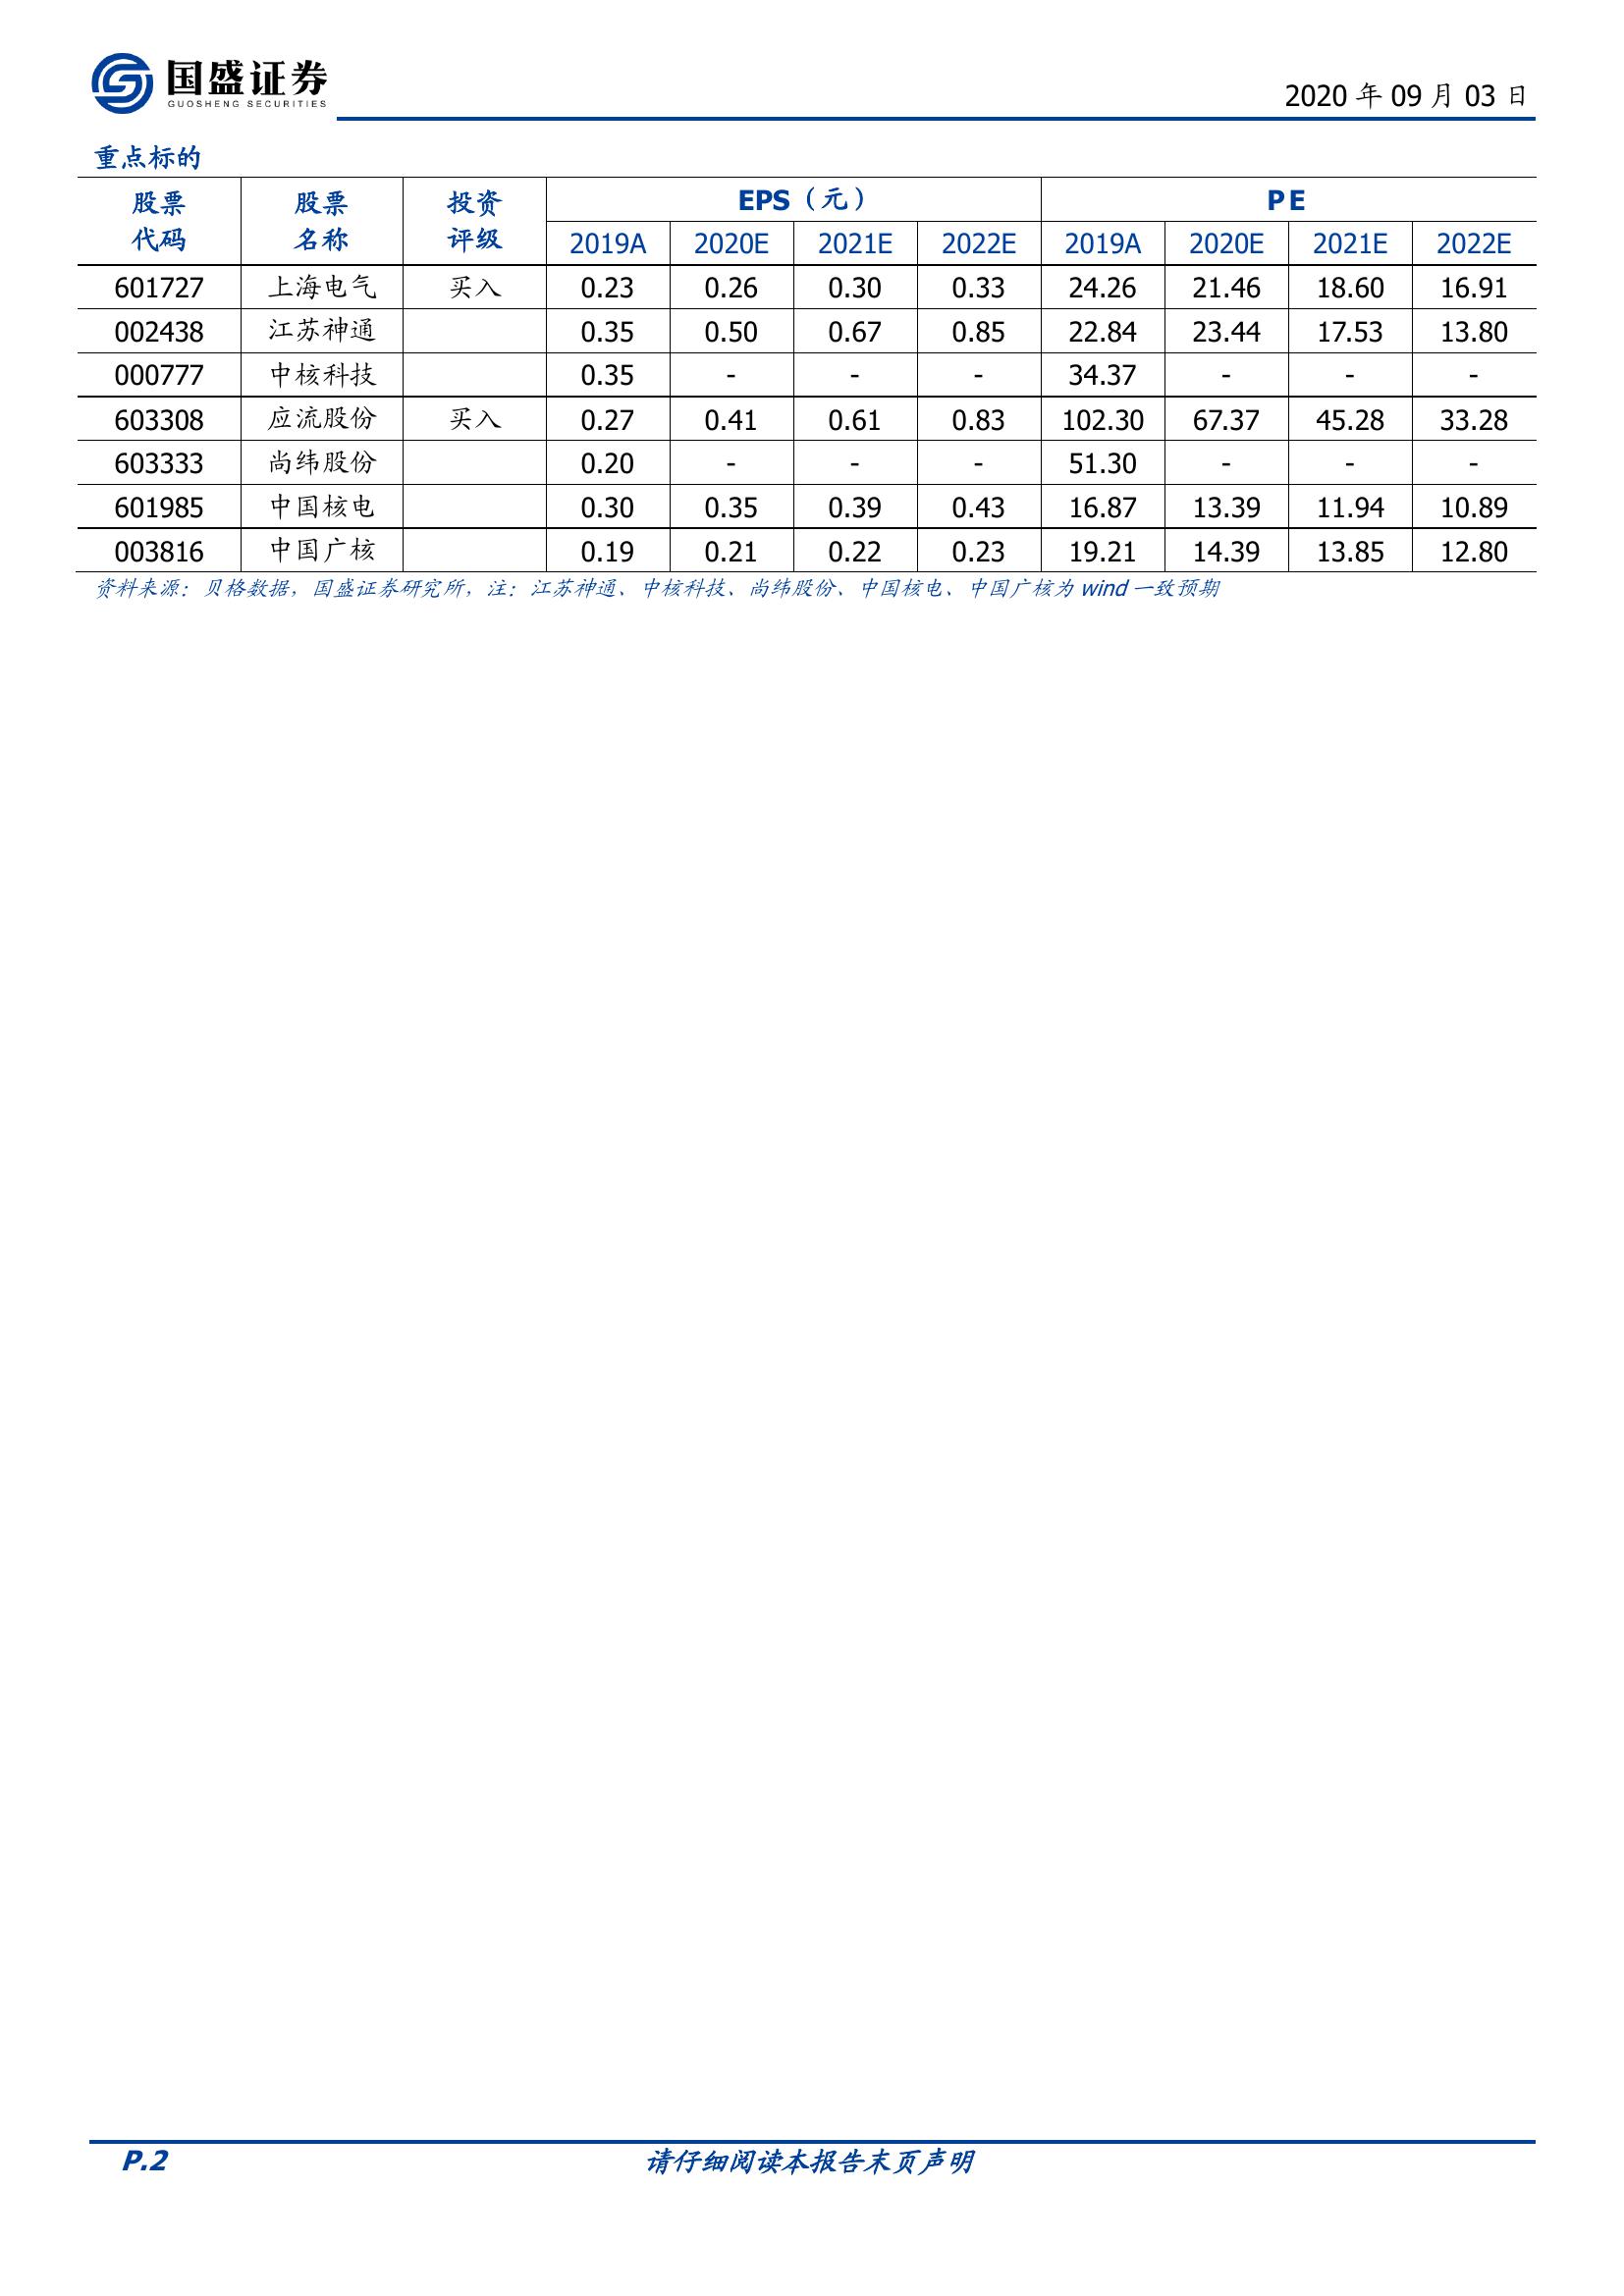 国盛证券
GUOSHENG SECURITIES
2020 年 09 月 03 日
重点标的
股票代码 股票名称 投资评级 EPS（元） PE
2019A 2020E 2021E 2022E 2019A 2020E 2021E 2022E
601727 上海电气 买入 0.23 0.26 0.30 0.33 24.26 21.46 18.60 16.91
002438 江苏神通 0.35 0.50 0.67 0.85 22.84 23.44 17.53 13.80
000777 中核科技 0.35 - - - 34.37 - - -
603308 应流股份 买入 0.27 0.41 0.61 0.83 102.30 67.37 45.28 33.28
603333 尚纬股份 0.20 - - - 51.30 - - -
601985 中国核电 0.30 0.35 0.39 0.43 16.87 13.39 11.94 10.89
003816 中国广核 0.19 0.21 0.22 0.23 19.21 14.39 13.85 12.80
资料来源：贝格数据，国盛证券研究所，注：江苏神通、中核科技、尚纬股份、中国核电、中国广核为 wind 一致预期
P.2 请仔细阅读本报告末页声明